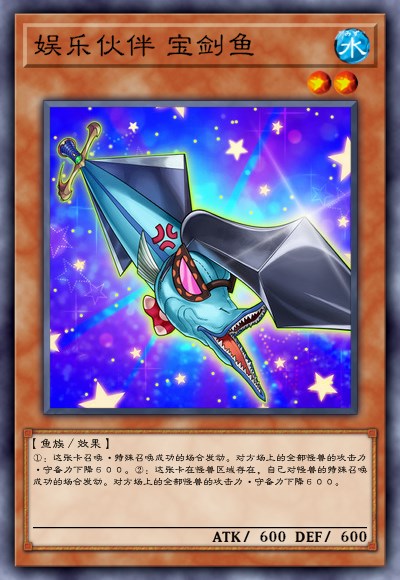 娱乐伙伴 宝剑鱼
水
【鱼族／效果】
①：这张卡召唤·特殊召唤成功的场合发动。对方场上的全部怪兽的攻击力
·守备力下降６００。②：这张卡在怪兽区域存在，自己对怪兽的特殊召唤
成功的场合发动。对方场上的全部怪兽的攻击力·守备力下降６００。
ATK/ 600 DEF/ 600